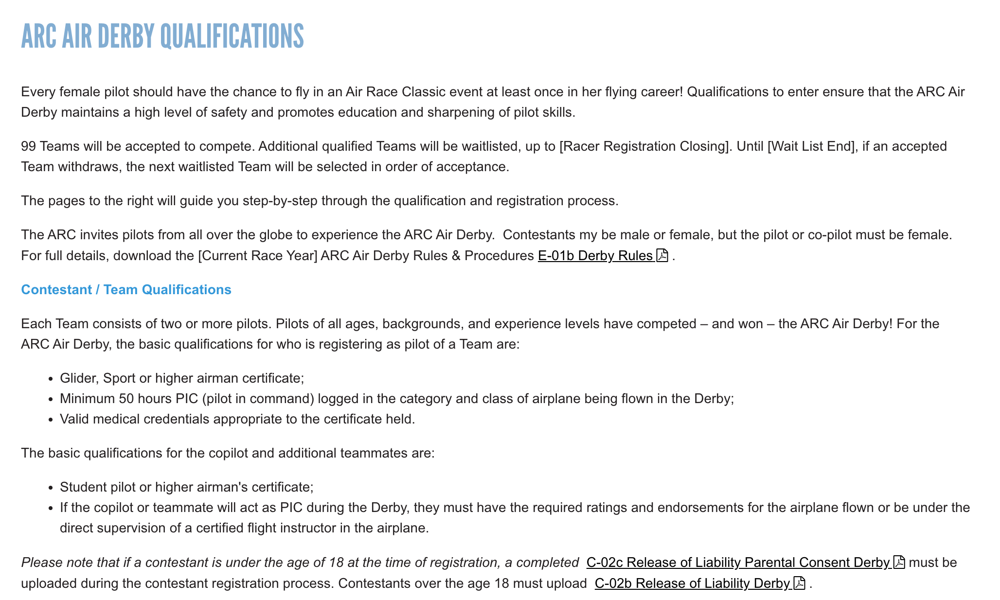 ARC AIR DERBY QUALIFICATIONS
Every female pilot should have the chance to fly in an Air Race Classic event at least once in her flying career! Qualifications to enter ensure that the ARC Air
Derby maintains a high level of safety and promotes education and sharpening of pilot skills.
99 Teams will be accepted to compete. Additional qualified Teams will be waitlisted, up to [Racer Registration Closing]. Until [Wait List End], if an accepted
Team withdraws, the next waitlisted Team will be selected in order of acceptance.
The pages to the right will guide you step-by-step through the qualification and registration process.
The ARC invites pilots from all over the globe to experience the ARC Air Derby.  Contestants my be male or female, but the pilot or co-pilot must be female.
For full details, download the [Current Race Year] ARC Air Derby Rules & Procedures E-01b Derby Rules .
Contestant / Team Qualifications
Each Team consists of two or more pilots. Pilots of all ages, backgrounds, and experience levels have competed – and won – the ARC Air Derby! For the
ARC Air Derby, the basic qualifications for who is registering as pilot of a Team are:
• Glider, Sport or higher airman certificate;
• Minimum 50 hours PIC (pilot in command) logged in the category and class of airplane being flown in the Derby;
• Valid medical credentials appropriate to the certificate held.
The basic qualifications for the copilot and additional teammates are:
• Student pilot or higher airman's certificate;
• If the copilot or teammate will act as PIC during the Derby, they must have the required ratings and endorsements for the airplane flown or be under the
direct supervision of a certified flight instructor in the airplane.
Please note that if a contestant is under the age of 18 at the time of registration, a completed  C-02c Release of Liability Parental Consent Derby must be
uploaded during the contestant registration process. Contestants over the age 18 must upload  C-02b Release of Liability Derby .